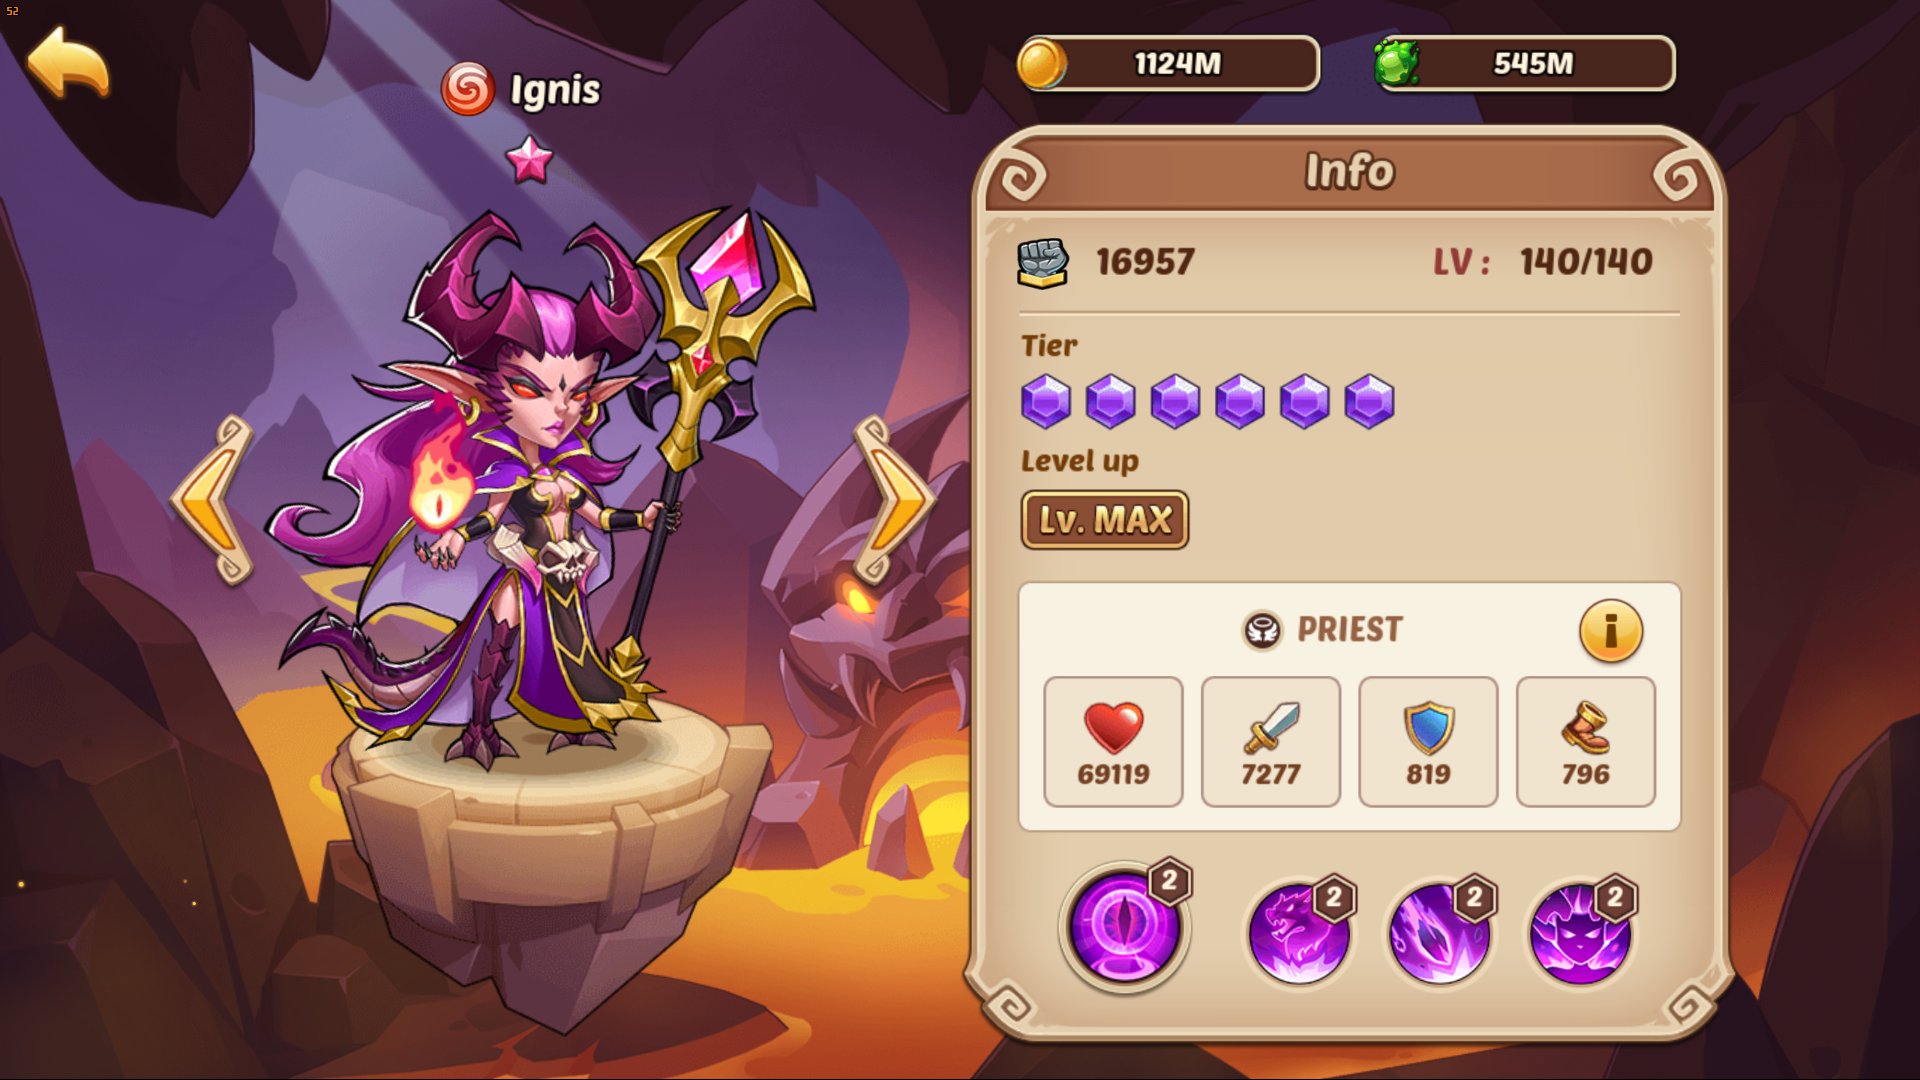 52
Ignis
1124M
545M
Info
16957
LV : 140/140
Tier
Level up
Lv. MAX
PRIEST
i
69119
7277
819
796
2
2
2
2